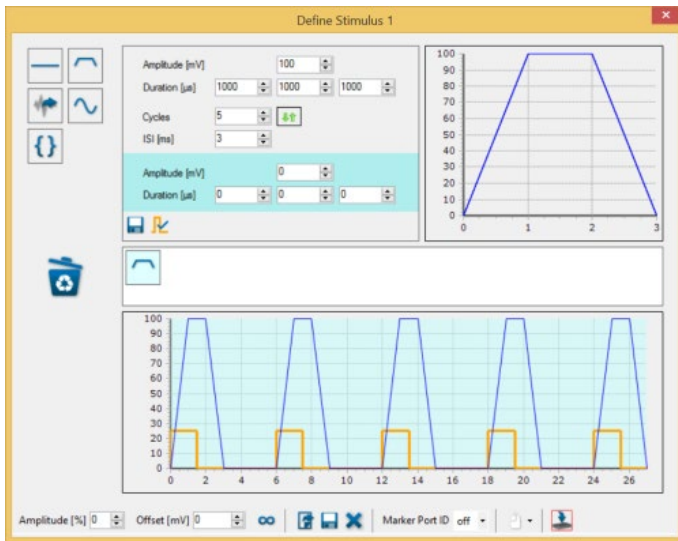 Define Stimulus 1
Amplitude [mV] 100
Duration [µs] 1000 1000 1000
Cycles 5
ISI [ms] 3
Amplitude [mV] 0
Duration [µs] 0 0 0
100
90
80
70
60
50
40
30
20
10
0
0 1 2 3
100
90
80
70
60
50
40
30
20
10
0
0 2 4 6 8 10 12 14 16 18 20 22 24 26
Amplitude [%] 0 Offset [mV] 0 Marker Port ID off